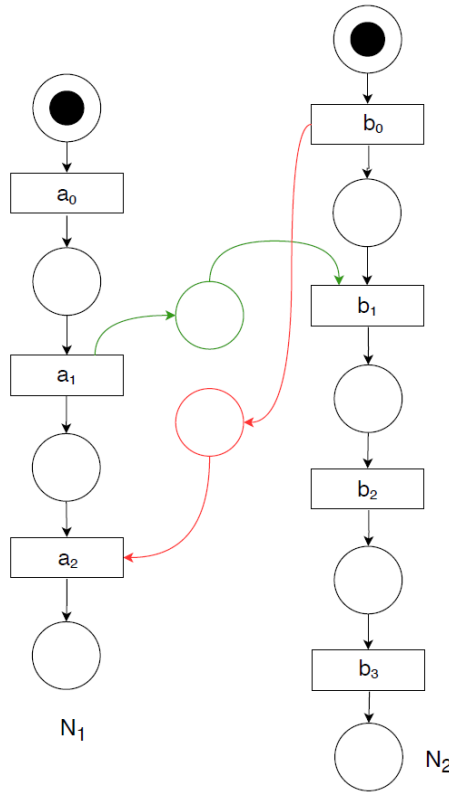 b₀
a₀
b₁
a₁
b₂
a₂
b₃
N₁
N₂